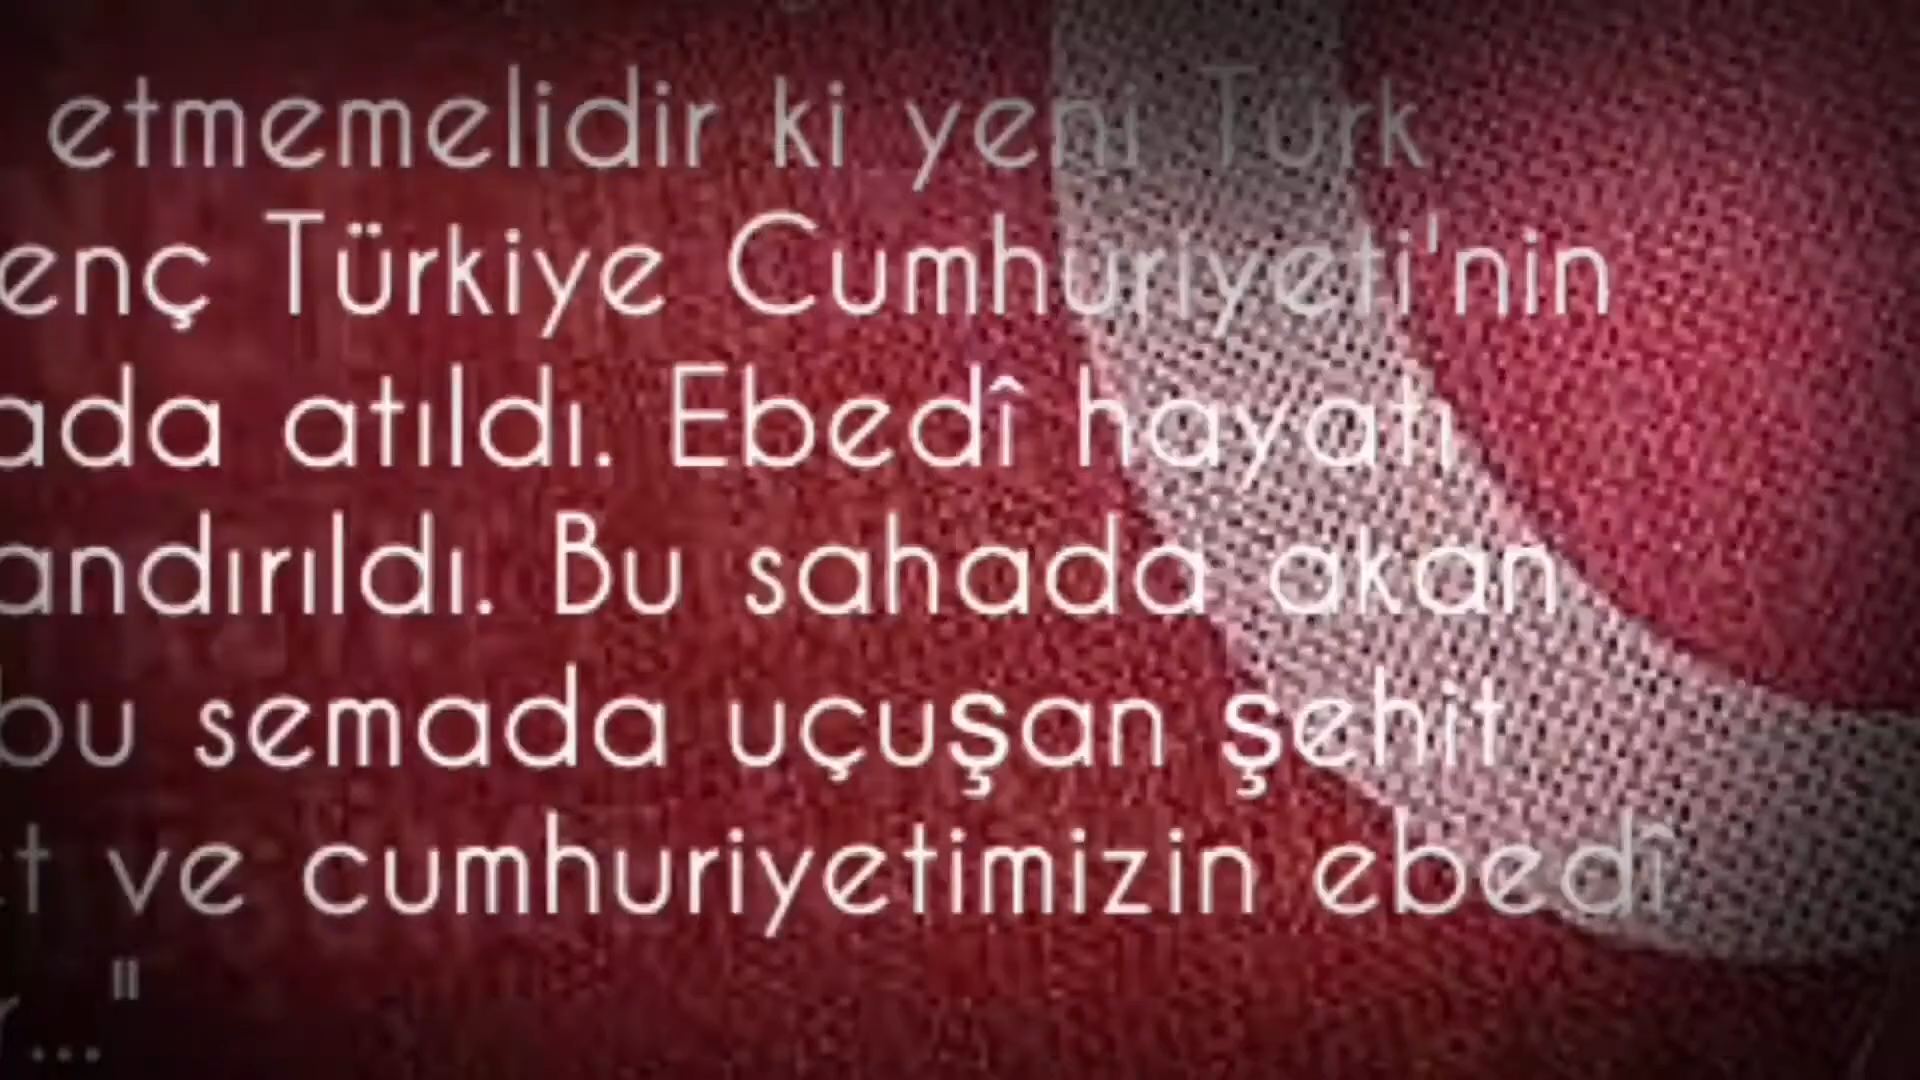 etmemelidir ki yeni Türk
enç Türkiye Cumhuriyeti'nin
ada atıldı. Ebedî hayatı
andırıldı. Bu sahada akan
bu semada uçuşan şehit
t ve cumhuriyetimizin ebedî
..."